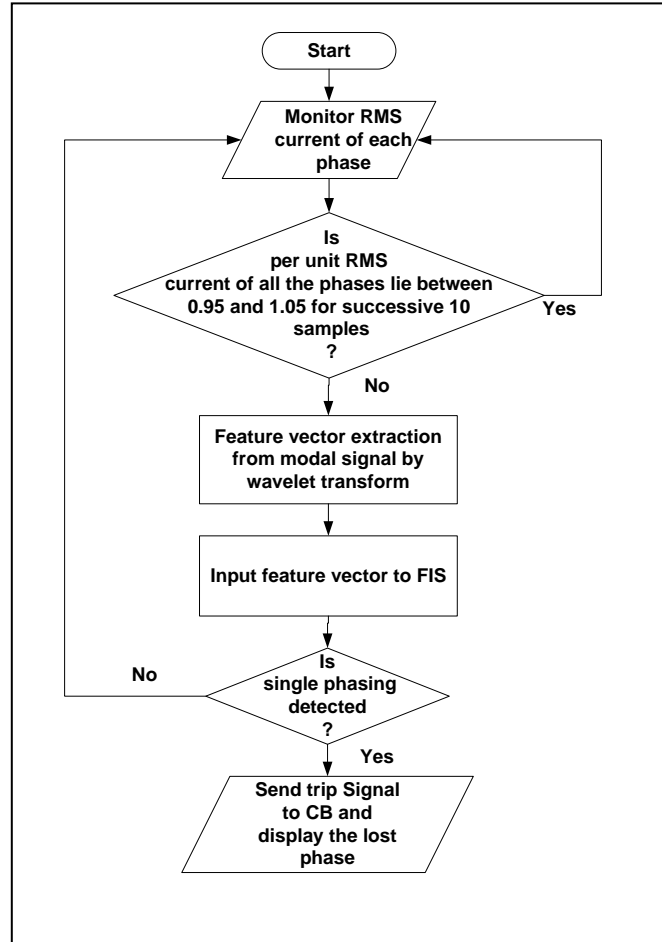 Start
Monitor RMS
current of each
phase
Is
per unit RMS
current of all the phases lie between
0.95 and 1.05 for successive 10
samples
?
Yes
No
Feature vector extraction
from modal signal by
wavelet transform
Input feature vector to FIS
Is
single phasing
detected
?
No
Yes
Send trip Signal
to CB and
display the lost
phase